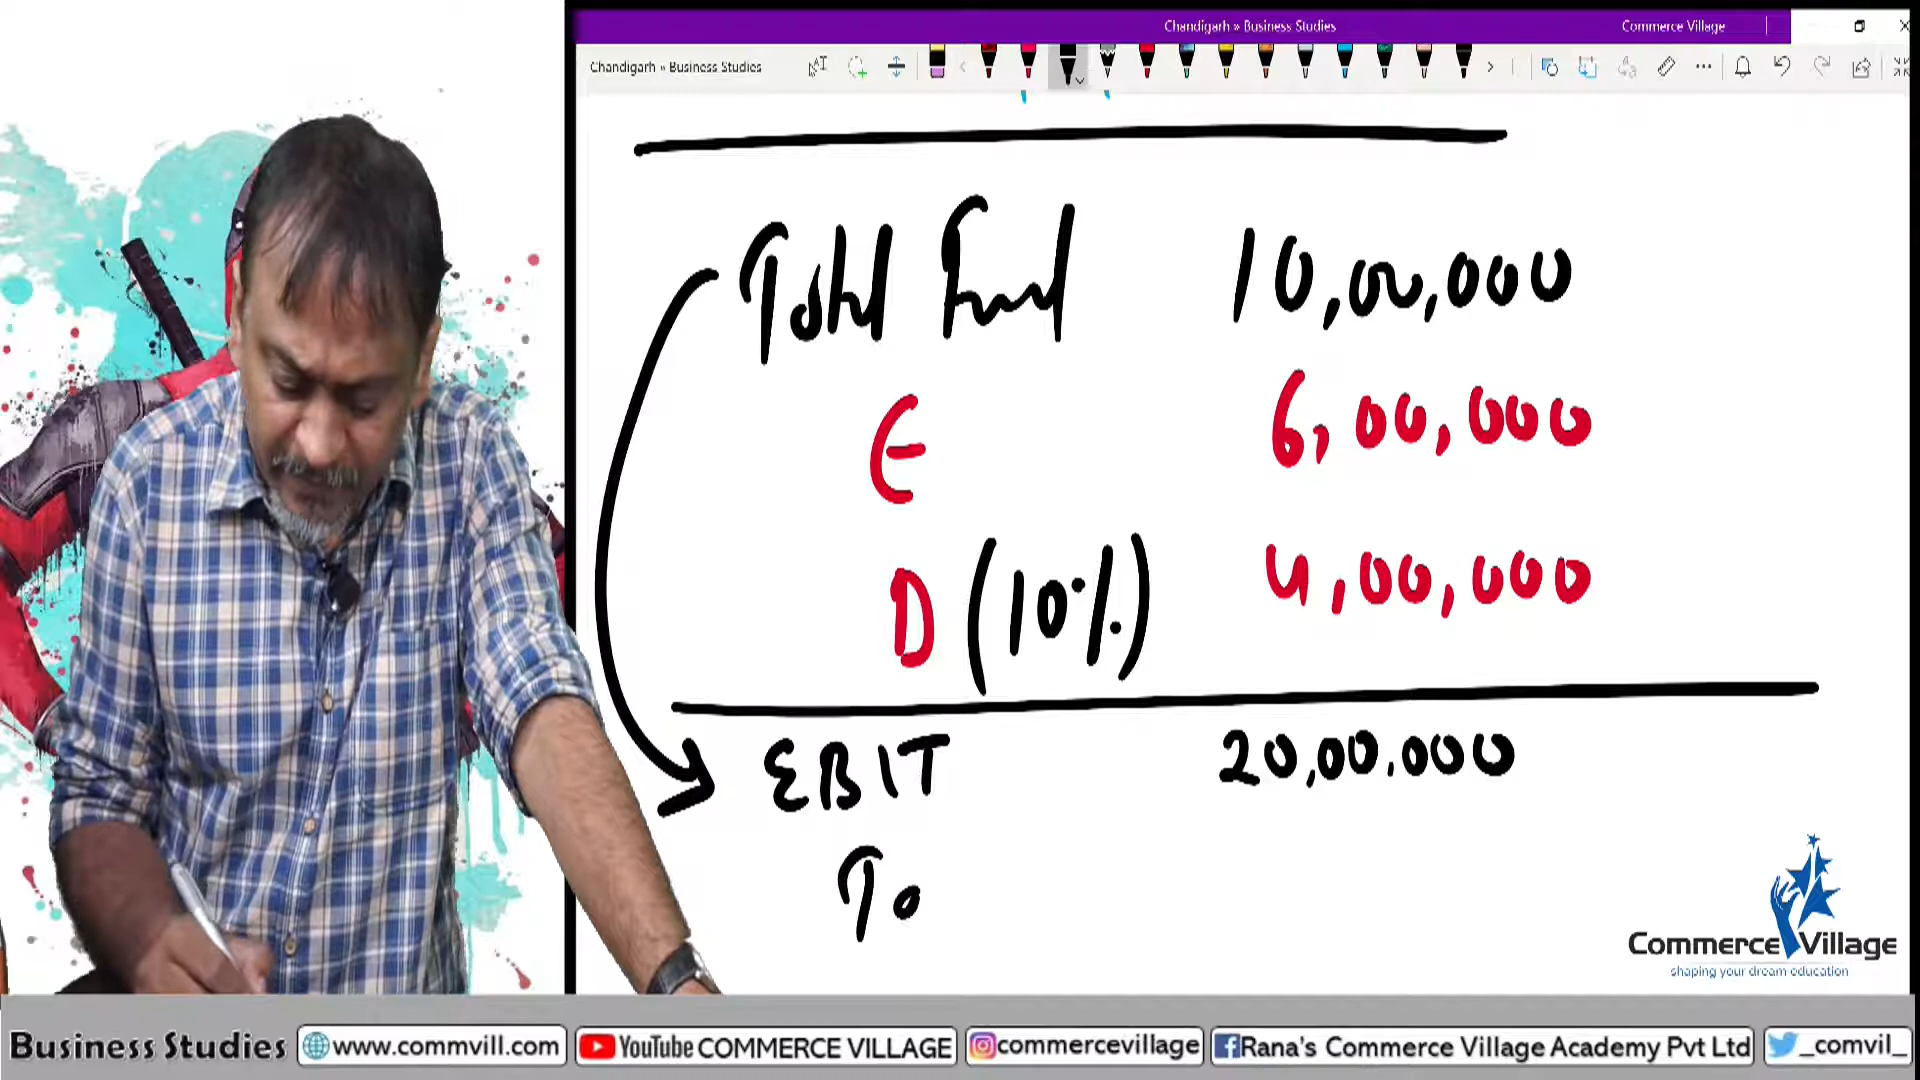 Chandigarh » Business Studies
Commerce Village
Chandigarh » Business Studies
Total Fund 10,00,000
E 6,00,000
D (10%) 4,00,000
EBIT 20,00.000
To
Commerce Village
shaping your dream education
Business Studies www.commvill.com YouTube COMMERCE VILLAGE commercevillage Rana's Commerce Village Academy Pvt Ltd _comvil_